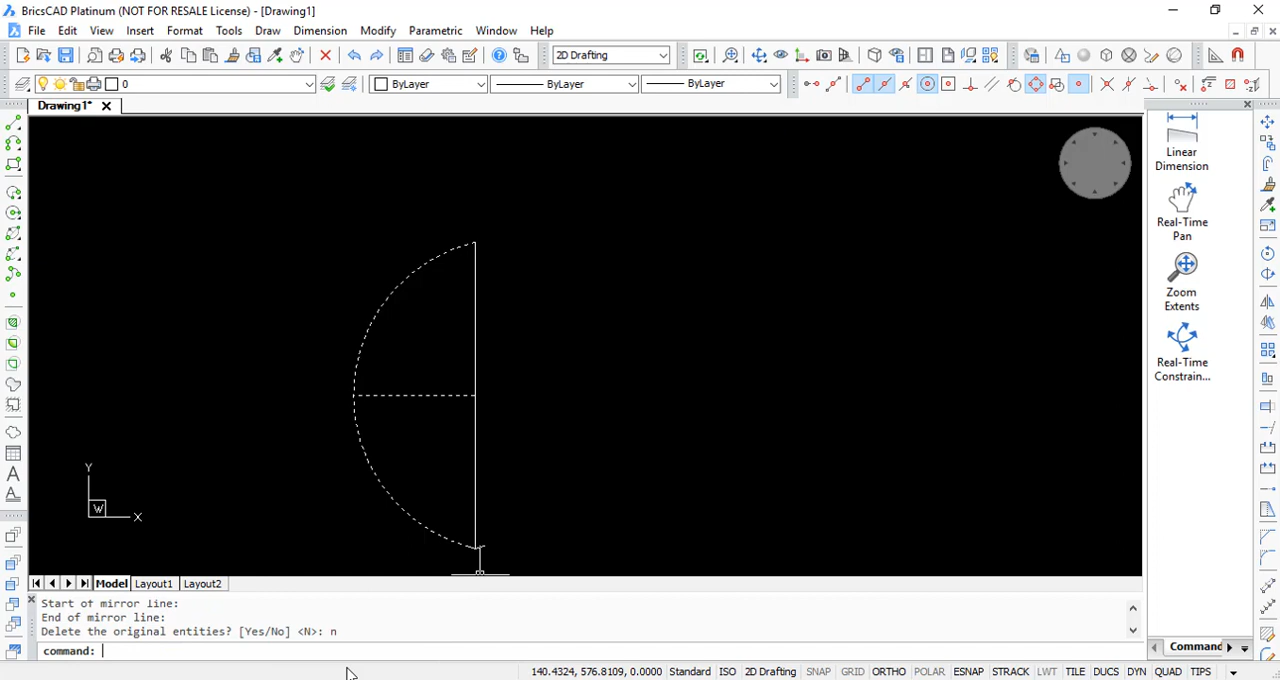 BricsCAD Platinum (NOT FOR RESALE License) - [Drawing1]
File Edit View Insert Format Tools Draw Dimension Modify Parametric Window Help
2D Drafting
0 ByLayer ByLayer ByLayer
Drawing1*
Linear
Dimension
Real-Time
Pan
Zoom
Extents
Real-Time
Constrain...
Y
W X
Model Layout1 Layout2
Start of mirror line:
End of mirror line:
Delete the original entities? [Yes/No] <N>: n
command:
Command
140.4324, 576.8109, 0.0000 Standard ISO 2D Drafting SNAP GRID ORTHO POLAR ESNAP STRACK LWT TILE DUCS DYN QUAD TIPS